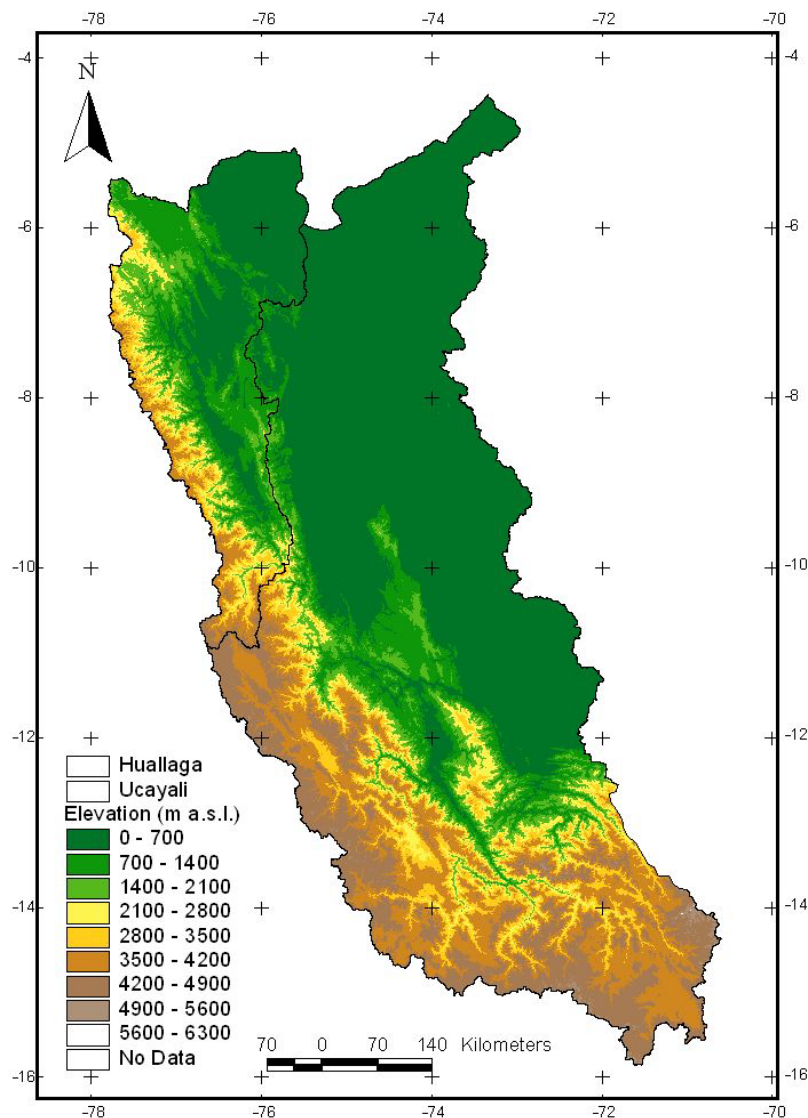 -78
-76
-74
-72
-70
-4
-4
N
-6
-6
-8
-8
-10
-10
-12
-12
Huallaga
Ucayali
Elevation (m a.s.l.)
0 - 700
700 - 1400
1400 - 2100
2100 - 2800
2800 - 3500
3500 - 4200
4200 - 4900
4900 - 5600
5600 - 6300
No Data
-14
-14
70 0 70 140 Kilometers
-16
-16
-78
-76
-74
-72
-70